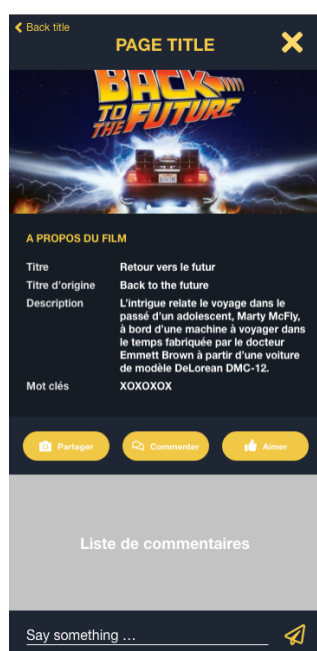 Back title
PAGE TITLE
BACK
TO THE
FUTURE
A PROPOS DU FILM
Titre Retour vers le futur
Titre d'origine Back to the future
Description L'intrigue relate le voyage dans le
passé d'un adolescent, Marty McFly,
à bord d'une machine à voyager dans
le temps fabriquée par le docteur
Emmett Brown à partir d'une voiture
de modèle DeLorean DMC-12.
Mot clés XOXOXOX
Partager Commenter Aimer
Liste de commentaires
Say something ...